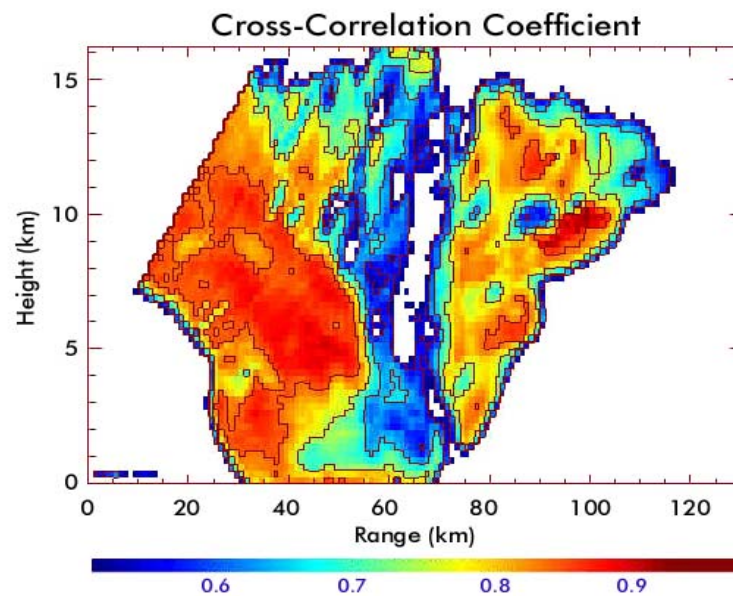 Cross-Correlation Coefficient
15
10
5
0
Height (km)
0 20 40 60 80 100 120
Range (km)
0.6 0.7 0.8 0.9